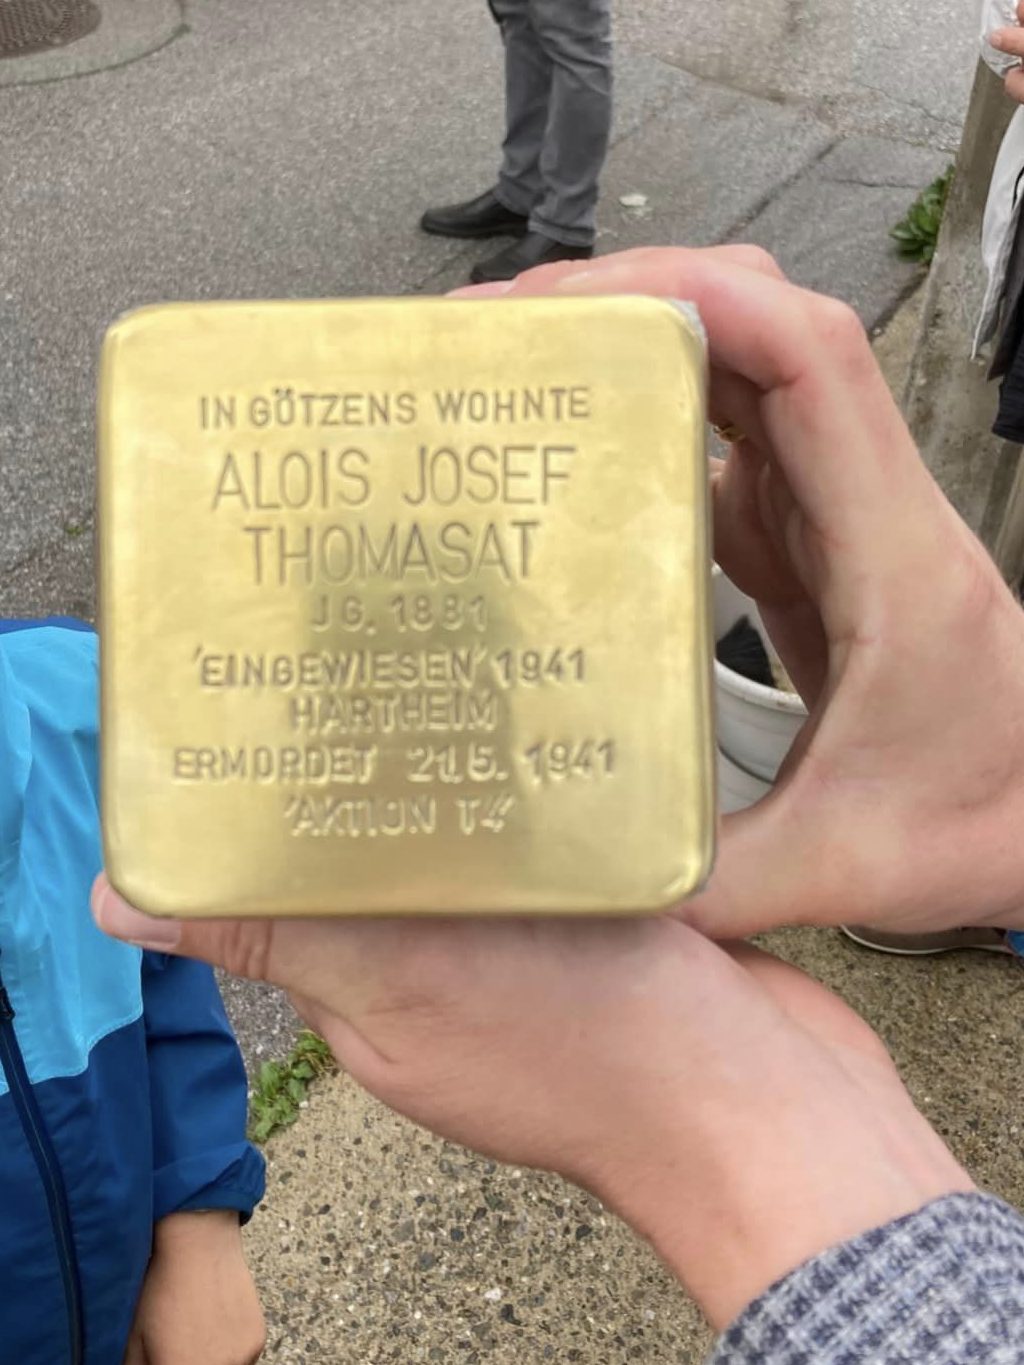 IN GÖTZENS WOHNTE
ALOIS JOSEF
THOMASAT
JG. 1881
'EINGEWIESEN' 1941
HARTHEIM
ERMORDET 21.5. 1941
'AKTION T4'